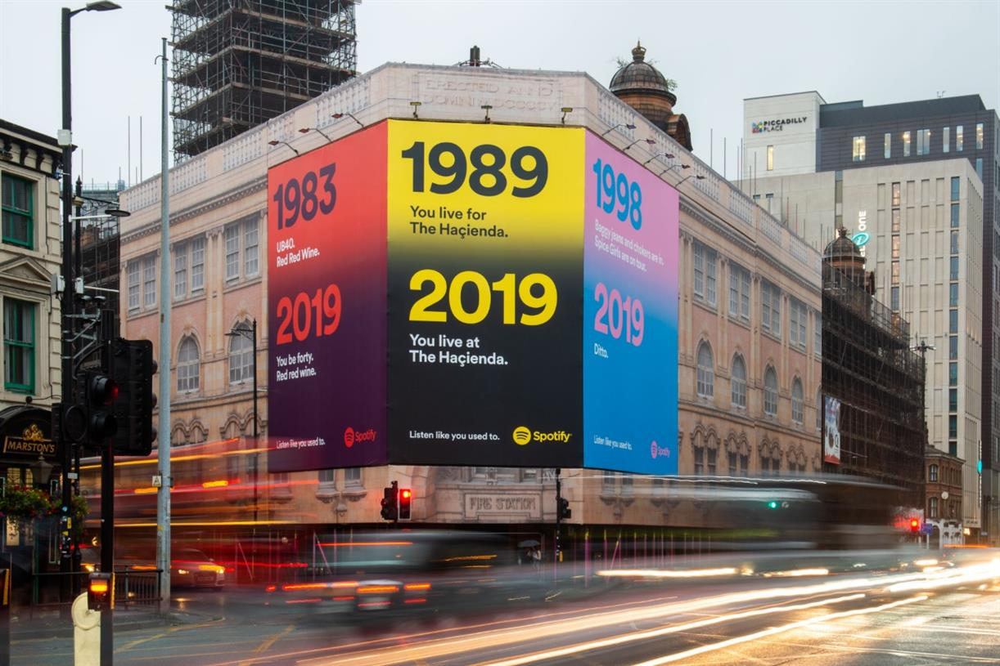 ERECTED ANNO
PICCADILLY
PLACE
1983
UB40.
Red Red Wine.
2019
You be forty.
Red red wine.
Listen like you used to.
Spotify
1989
You live for
The Haçienda.
2019
You live at
The Haçienda.
Listen like you used to.
Spotify
1998
Baggy jeans and chokers are in.
Spice Girls are on tour.
2019
Ditto.
Listen like you used to.
Spotify
ONE
MARSTON'S
FIRE STATION